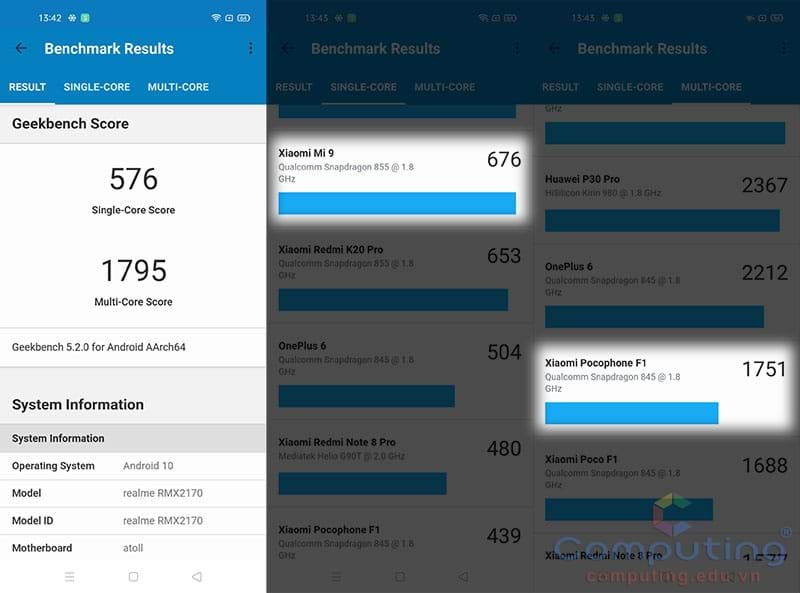 13:42
64
Benchmark Results
RESULT SINGLE-CORE MULTI-CORE
Geekbench Score
576
Single-Core Score
1795
Multi-Core Score
Geekbench 5.2.0 for Android AArch64
System Information
System Information
Operating System Android 10
Model realme RMX2170
Model ID realme RMX2170
Motherboard atoll
13:43
Benchmark Results
RESULT SINGLE-CORE MULTI-CORE
Xiaomi Mi 9
676
Qualcomm Snapdragon 855 @ 1.8
GHz
Xiaomi Redmi K20 Pro
653
Qualcomm Snapdragon 855 @ 1.8
GHz
OnePlus 6
504
Qualcomm Snapdragon 845 @ 1.8
GHz
Xiaomi Redmi Note 8 Pro
480
Mediatek Helio G90T @ 2.0 GHz
Xiaomi Pocophone F1
439
Qualcomm Snapdragon 845 @ 1.8
GHz
13:43
Benchmark Results
RESULT SINGLE-CORE MULTI-CORE
GHz
Huawei P30 Pro
2367
HiSilicon Kirin 980 @ 1.8 GHz
OnePlus 6
2212
Qualcomm Snapdragon 845 @ 1.8
GHz
Xiaomi Pocophone F1
1751
Qualcomm Snapdragon 845 @ 1.8
GHz
Xiaomi Poco F1
1688
Qualcomm Snapdragon 845 @ 1.8
GHz
Xiaomi Redmi Note 8 Pro
Computing®
computing.edu.vn